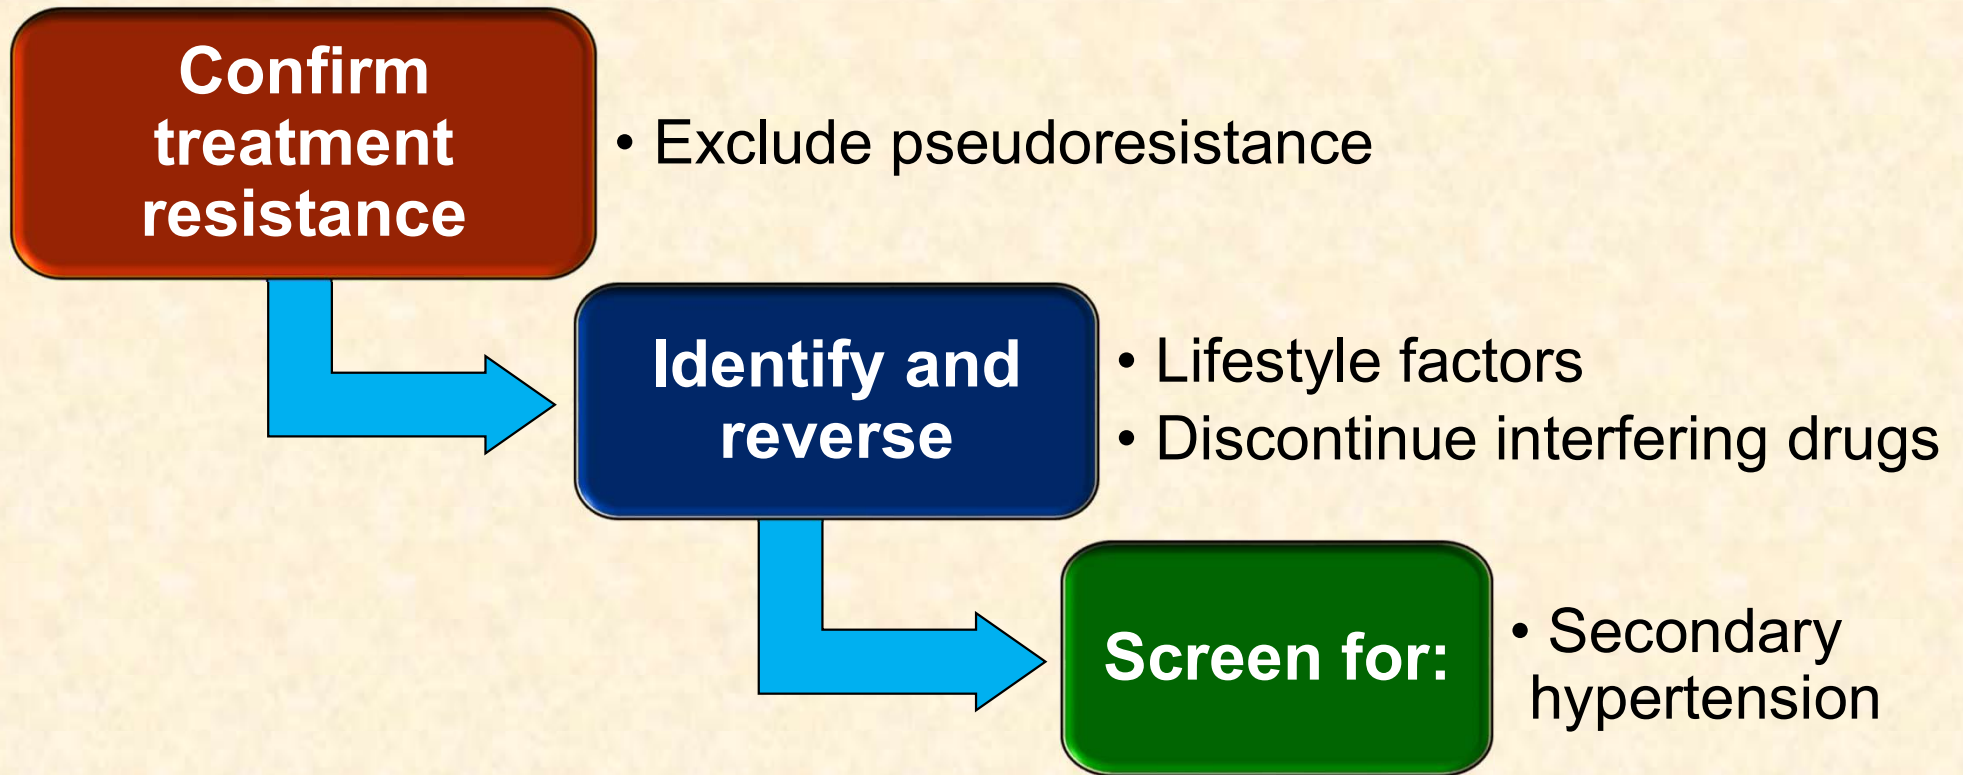 Confirm
treatment
resistance
• Exclude pseudoresistance
Identify and
reverse
• Lifestyle factors
• Discontinue interfering drugs
Screen for:
• Secondary
hypertension